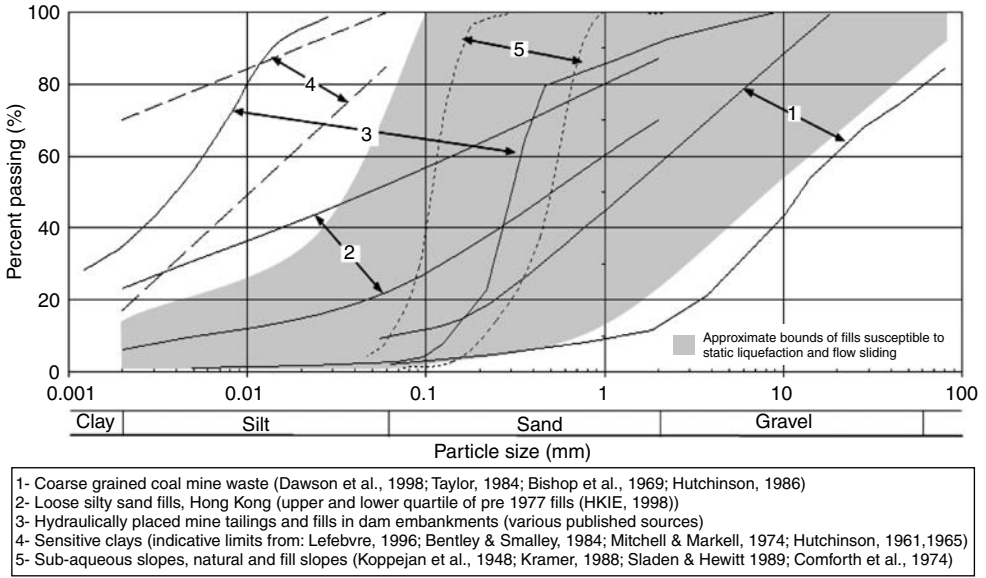 Percent passing (%)
100
80
60
40
20
0
5
4
3
1
2
Approximate bounds of fills susceptible to
static liquefaction and flow sliding
0.001 0.01 0.1 1 10 100
Clay Silt Sand Gravel
Particle size (mm)
1- Coarse grained coal mine waste (Dawson et al., 1998; Taylor, 1984; Bishop et al., 1969; Hutchinson, 1986)
2- Loose silty sand fills, Hong Kong (upper and lower quartile of pre 1977 fills (HKIE, 1998))
3- Hydraulically placed mine tailings and fills in dam embankments (various published sources)
4- Sensitive clays (indicative limits from: Lefebvre, 1996; Bentley & Smalley, 1984; Mitchell & Markell, 1974; Hutchinson, 1961,1965)
5- Sub-aqueous slopes, natural and fill slopes (Koppejan et al., 1948; Kramer, 1988; Sladen & Hewitt 1989; Comforth et al., 1974)